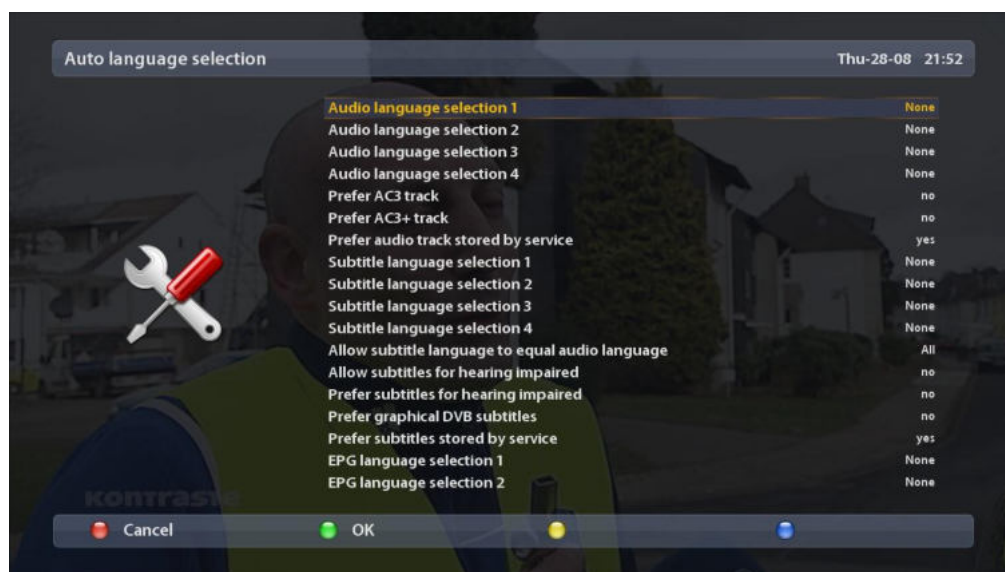 Auto language selection Thu-28-08 21:52
Audio language selection 1 None
Audio language selection 2 None
Audio language selection 3 None
Audio language selection 4 None
Prefer AC3 track no
Prefer AC3+ track no
Prefer audio track stored by service yes
Subtitle language selection 1 None
Subtitle language selection 2 None
Subtitle language selection 3 None
Subtitle language selection 4 None
Allow subtitle language to equal audio language All
Allow subtitles for hearing impaired no
Prefer subtitles for hearing impaired no
Prefer graphical DVB subtitles no
Prefer subtitles stored by service yes
EPG language selection 1 None
EPG language selection 2 None
KONTRASTE
Cancel OK